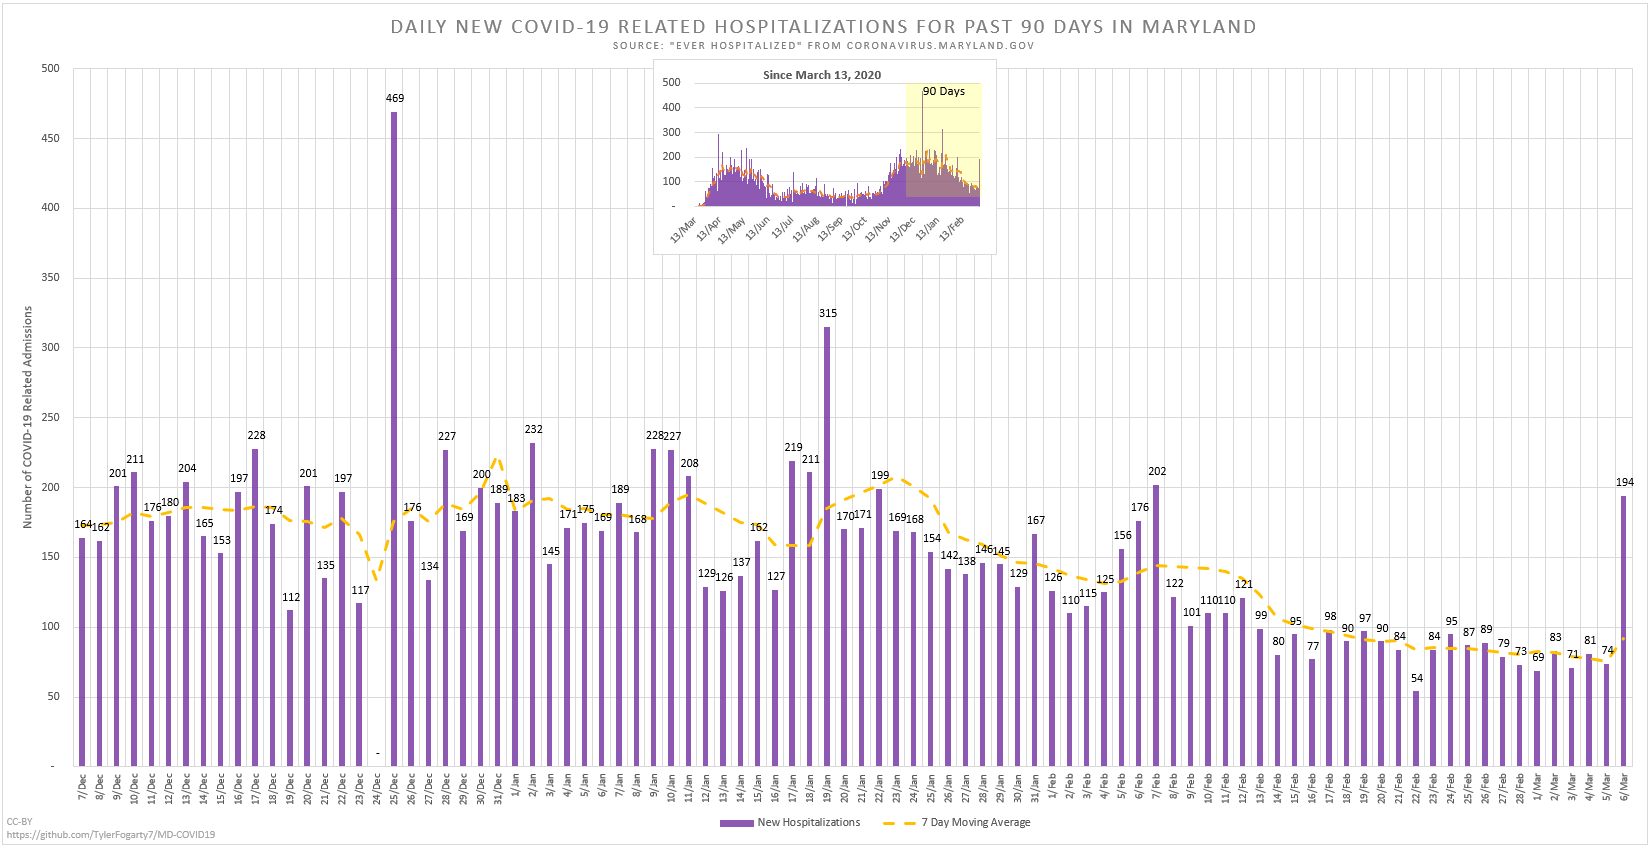 DAILY NEW COVID-19 RELATED HOSPITALIZATIONS FOR PAST 90 DAYS IN MARYLAND
SOURCE: "EVER HOSPITALIZED" FROM CORONAVIRUS.MARYLAND.GOV
Number of COVID-19 Related Admissions
500
450
400
350
300
250
200
150
100
50
-
Since March 13, 2020
90 Days
500
400
300
200
100
-
13/Mar 13/Apr 13/May 13/Jun 13/Jul 13/Aug 13/Sep 13/Oct 13/Nov 13/Dec 13/Jan 13/Feb
164 162 201 211 176 180 204 165 153 197 228 174 112 201 135 197 117 - 469 176 134 227 169 200 189 183 232 145 171 175 169 189 168 228 227 208 129 126 137 162 127 219 211 315 170 171 199 169 168 154 142 138 146 145 129 167 126 110 115 125 156 176 202 122 101 110 110 121 99 80 95 77 98 90 97 90 84 54 84 95 87 89 79 73 69 83 71 81 74 194
7/Dec 8/Dec 9/Dec 10/Dec 11/Dec 12/Dec 13/Dec 14/Dec 15/Dec 16/Dec 17/Dec 18/Dec 19/Dec 20/Dec 21/Dec 22/Dec 23/Dec 24/Dec 25/Dec 26/Dec 27/Dec 28/Dec 29/Dec 30/Dec 31/Dec 1/Jan 2/Jan 3/Jan 4/Jan 5/Jan 6/Jan 7/Jan 8/Jan 9/Jan 10/Jan 11/Jan 12/Jan 13/Jan 14/Jan 15/Jan 16/Jan 17/Jan 18/Jan 19/Jan 20/Jan 21/Jan 22/Jan 23/Jan 24/Jan 25/Jan 26/Jan 27/Jan 28/Jan 29/Jan 30/Jan 31/Jan 1/Feb 2/Feb 3/Feb 4/Feb 5/Feb 6/Feb 7/Feb 8/Feb 9/Feb 10/Feb 11/Feb 12/Feb 13/Feb 14/Feb 15/Feb 16/Feb 17/Feb 18/Feb 19/Feb 20/Feb 21/Feb 22/Feb 23/Feb 24/Feb 25/Feb 26/Feb 27/Feb 28/Feb 1/Mar 2/Mar 3/Mar 4/Mar 5/Mar 6/Mar
New Hospitalizations 7 Day Moving Average
CC-BY
https://github.com/TylerFogarty7/MD-COVID19